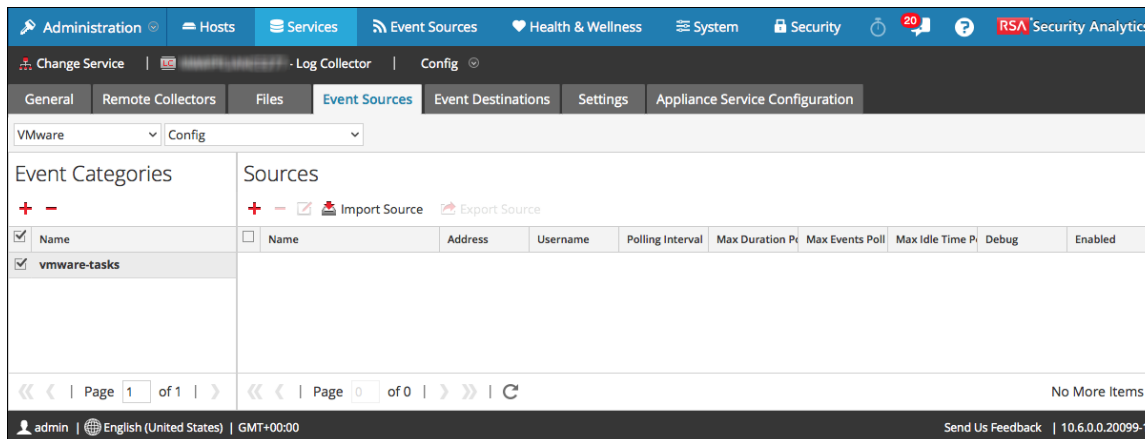 Administration Hosts Services Event Sources Health & Wellness System Security 20 ? RSA Security Analytics
Change Service | LC - Log Collector | Config
General Remote Collectors Files Event Sources Event Destinations Settings Appliance Service Configuration
VMware Config
Event Categories
Sources
Import Source Export Source
Name
Name Address Username Polling Interval Max Duration Po Max Events Poll Max Idle Time P Debug Enabled
vmware-tasks
| Page 1 of 1 |
| Page 0 of 0 | | No More Items
admin | English (United States) | GMT+00:00 Send Us Feedback | 10.6.0.0.20099-